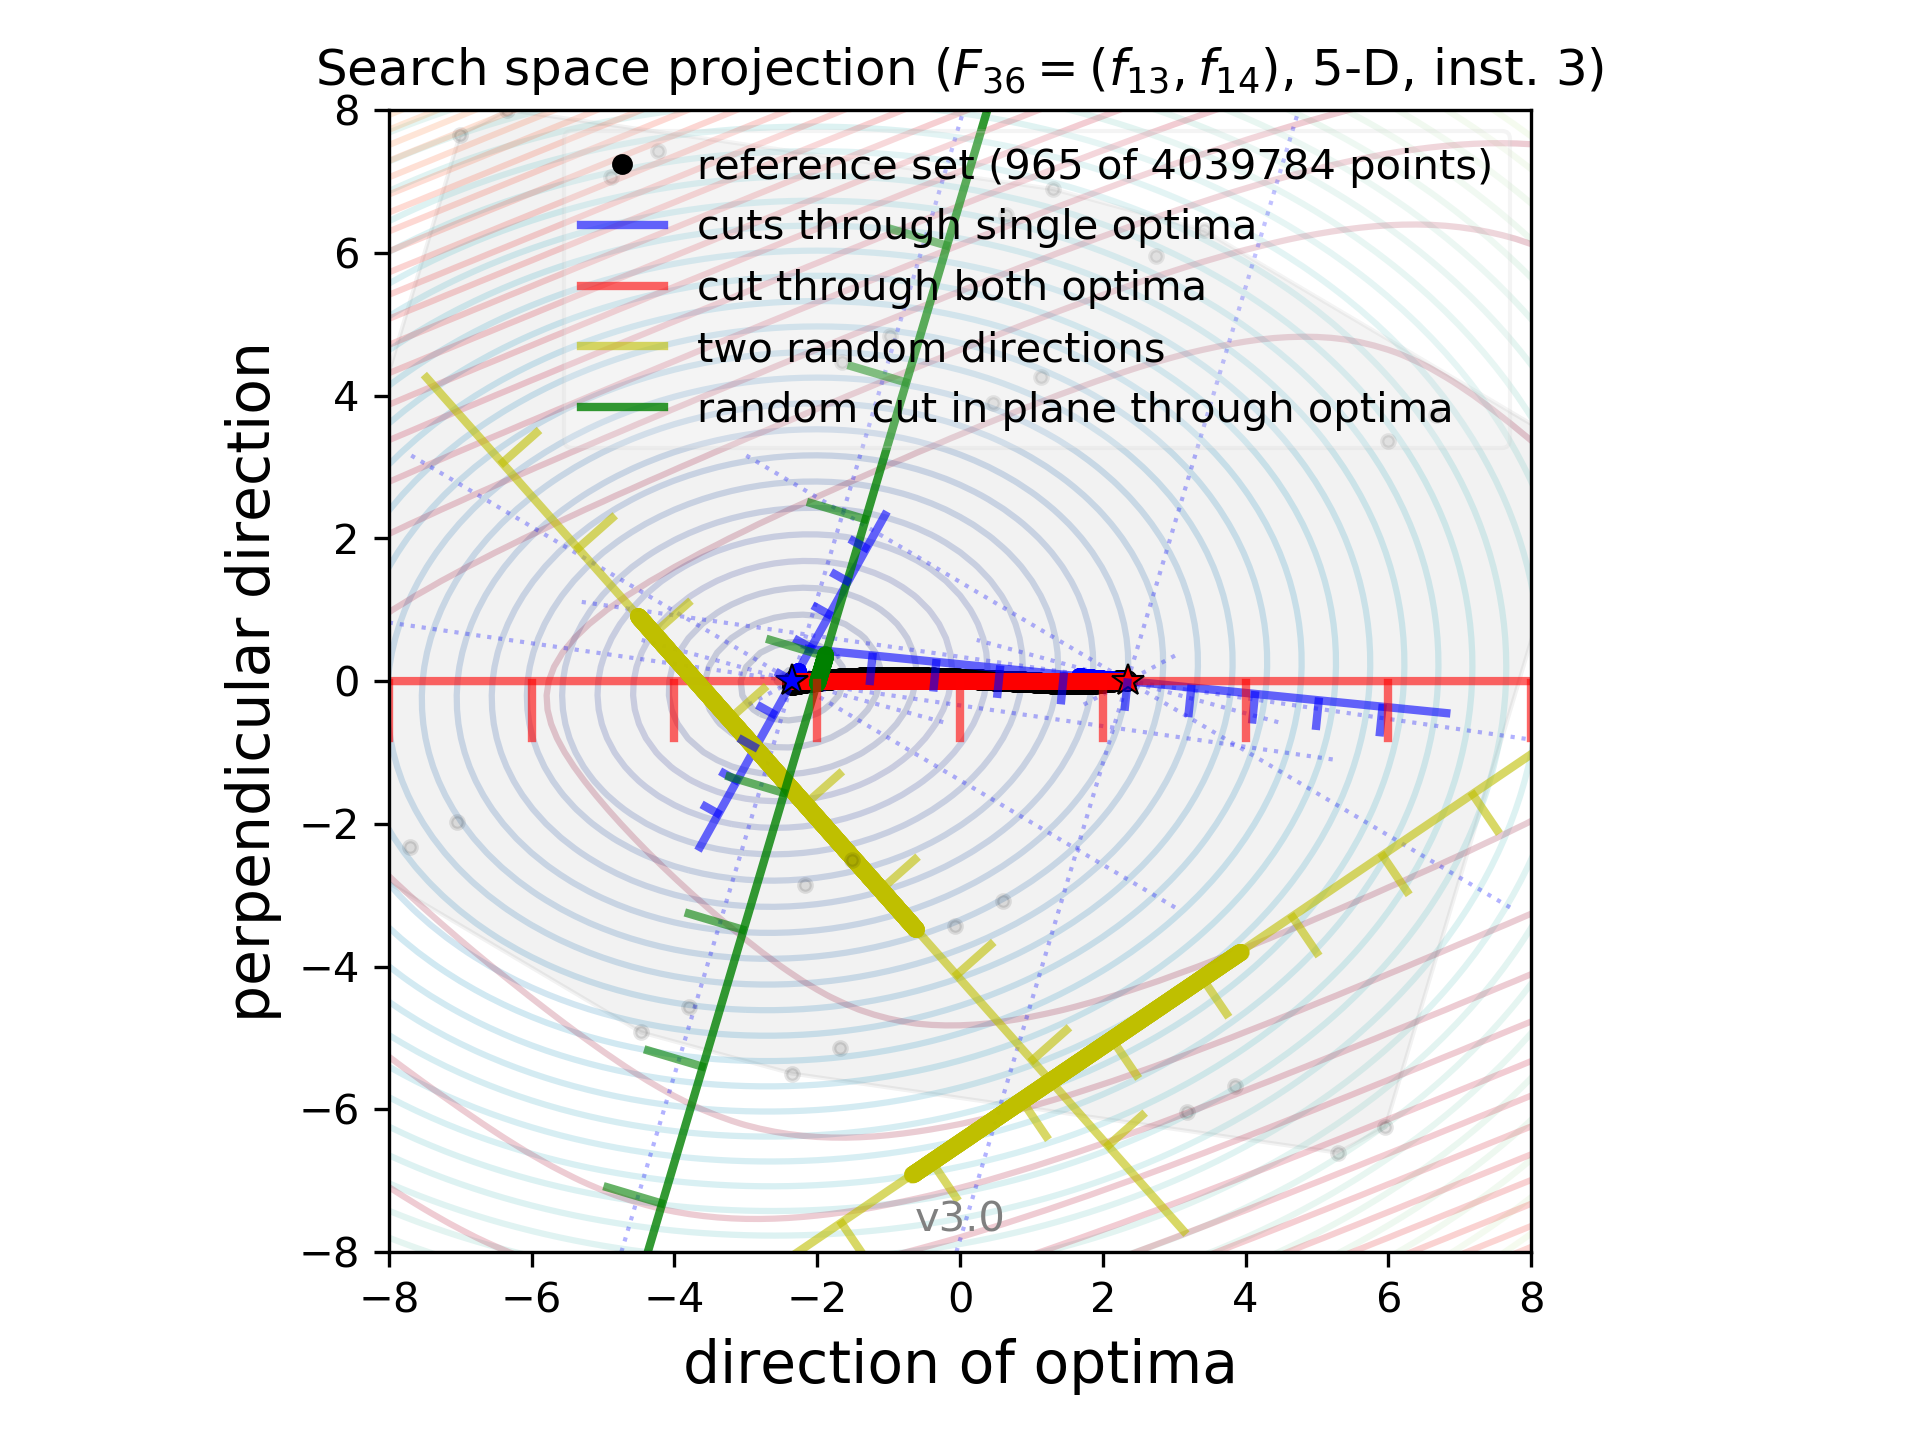 Search space projection (F₃₆ = (f₁₃, f₁₄), 5-D, inst. 3)
8
6
4
2
0
−2
−4
−6
−8
perpendicular direction
reference set (965 of 4039784 points)
cuts through single optima
cut through both optima
two random directions
random cut in plane through optima
v3.0
−8 −6 −4 −2 0 2 4 6 8
direction of optima